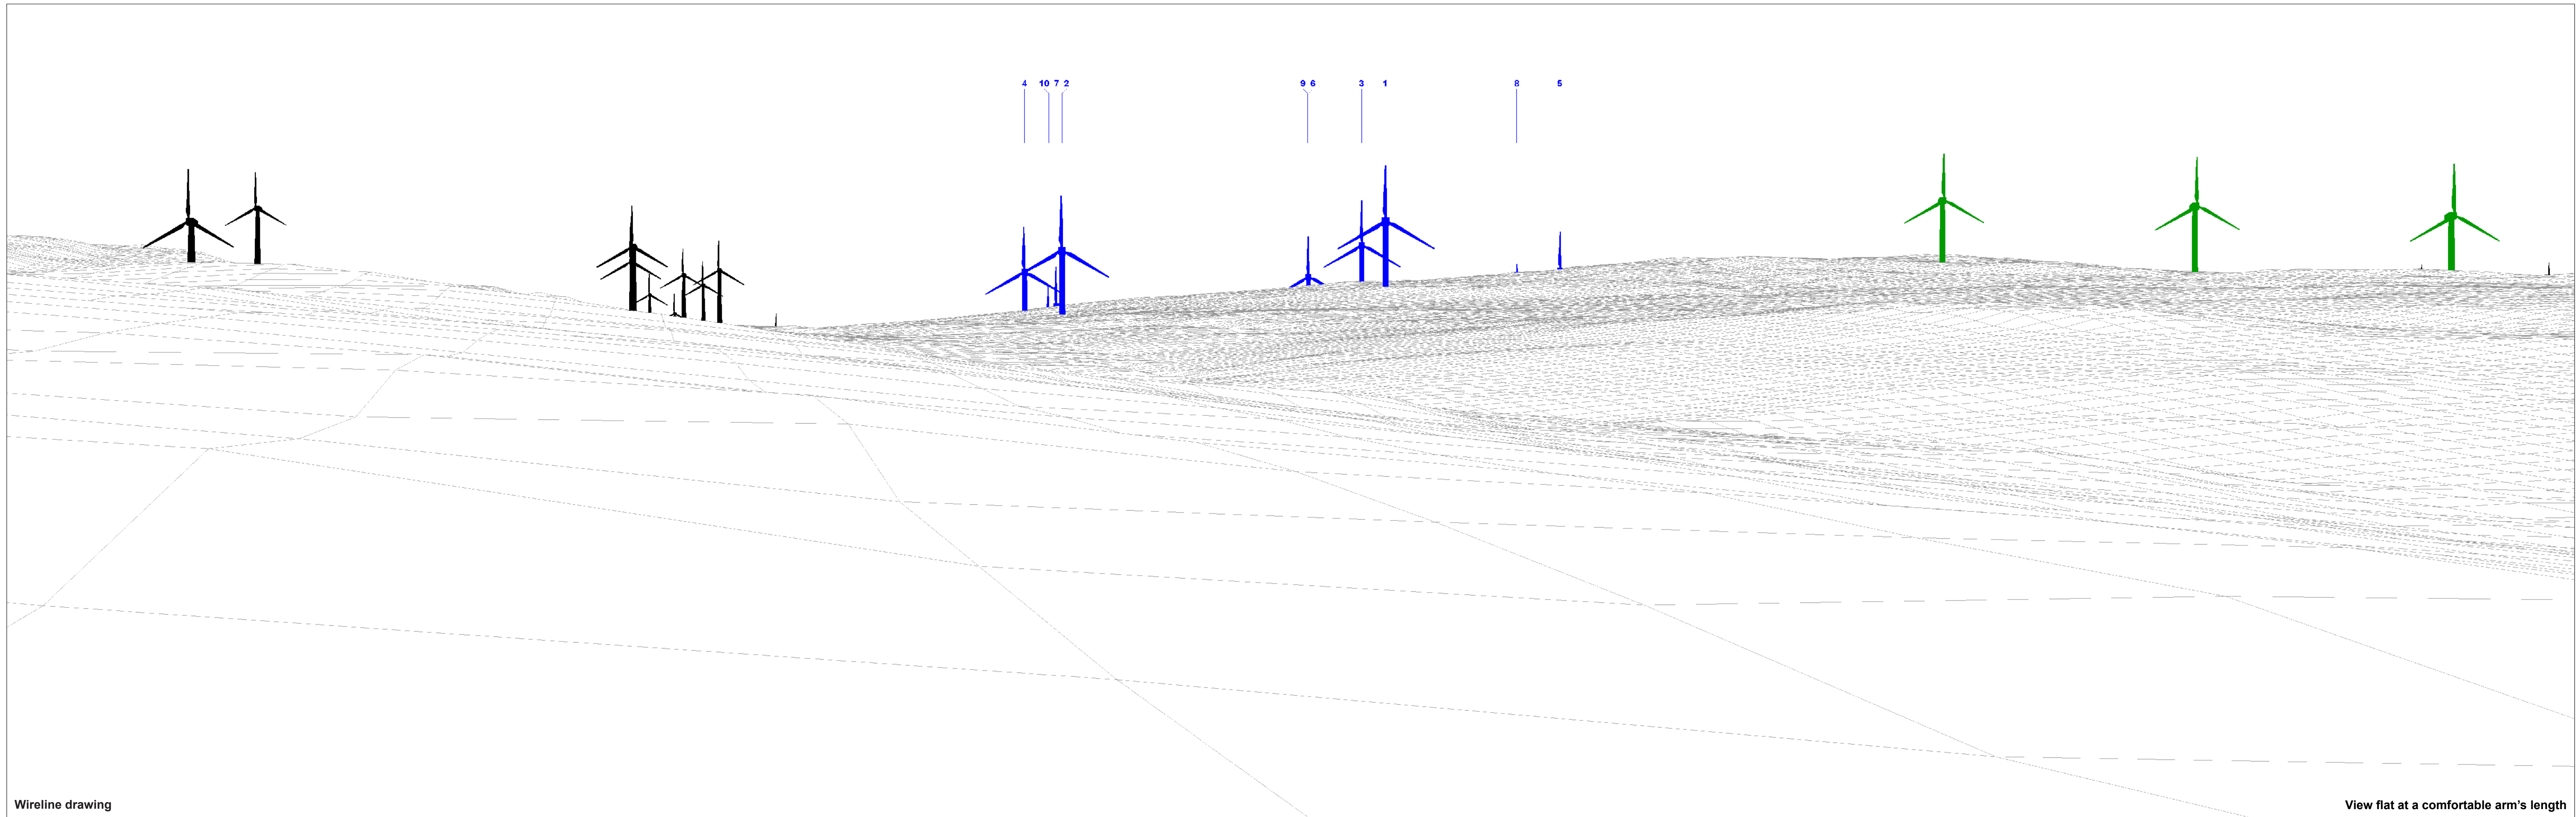 4 10 7 2 9 6 3 1 8 5
Wireline drawing
View flat at a comfortable arm's length